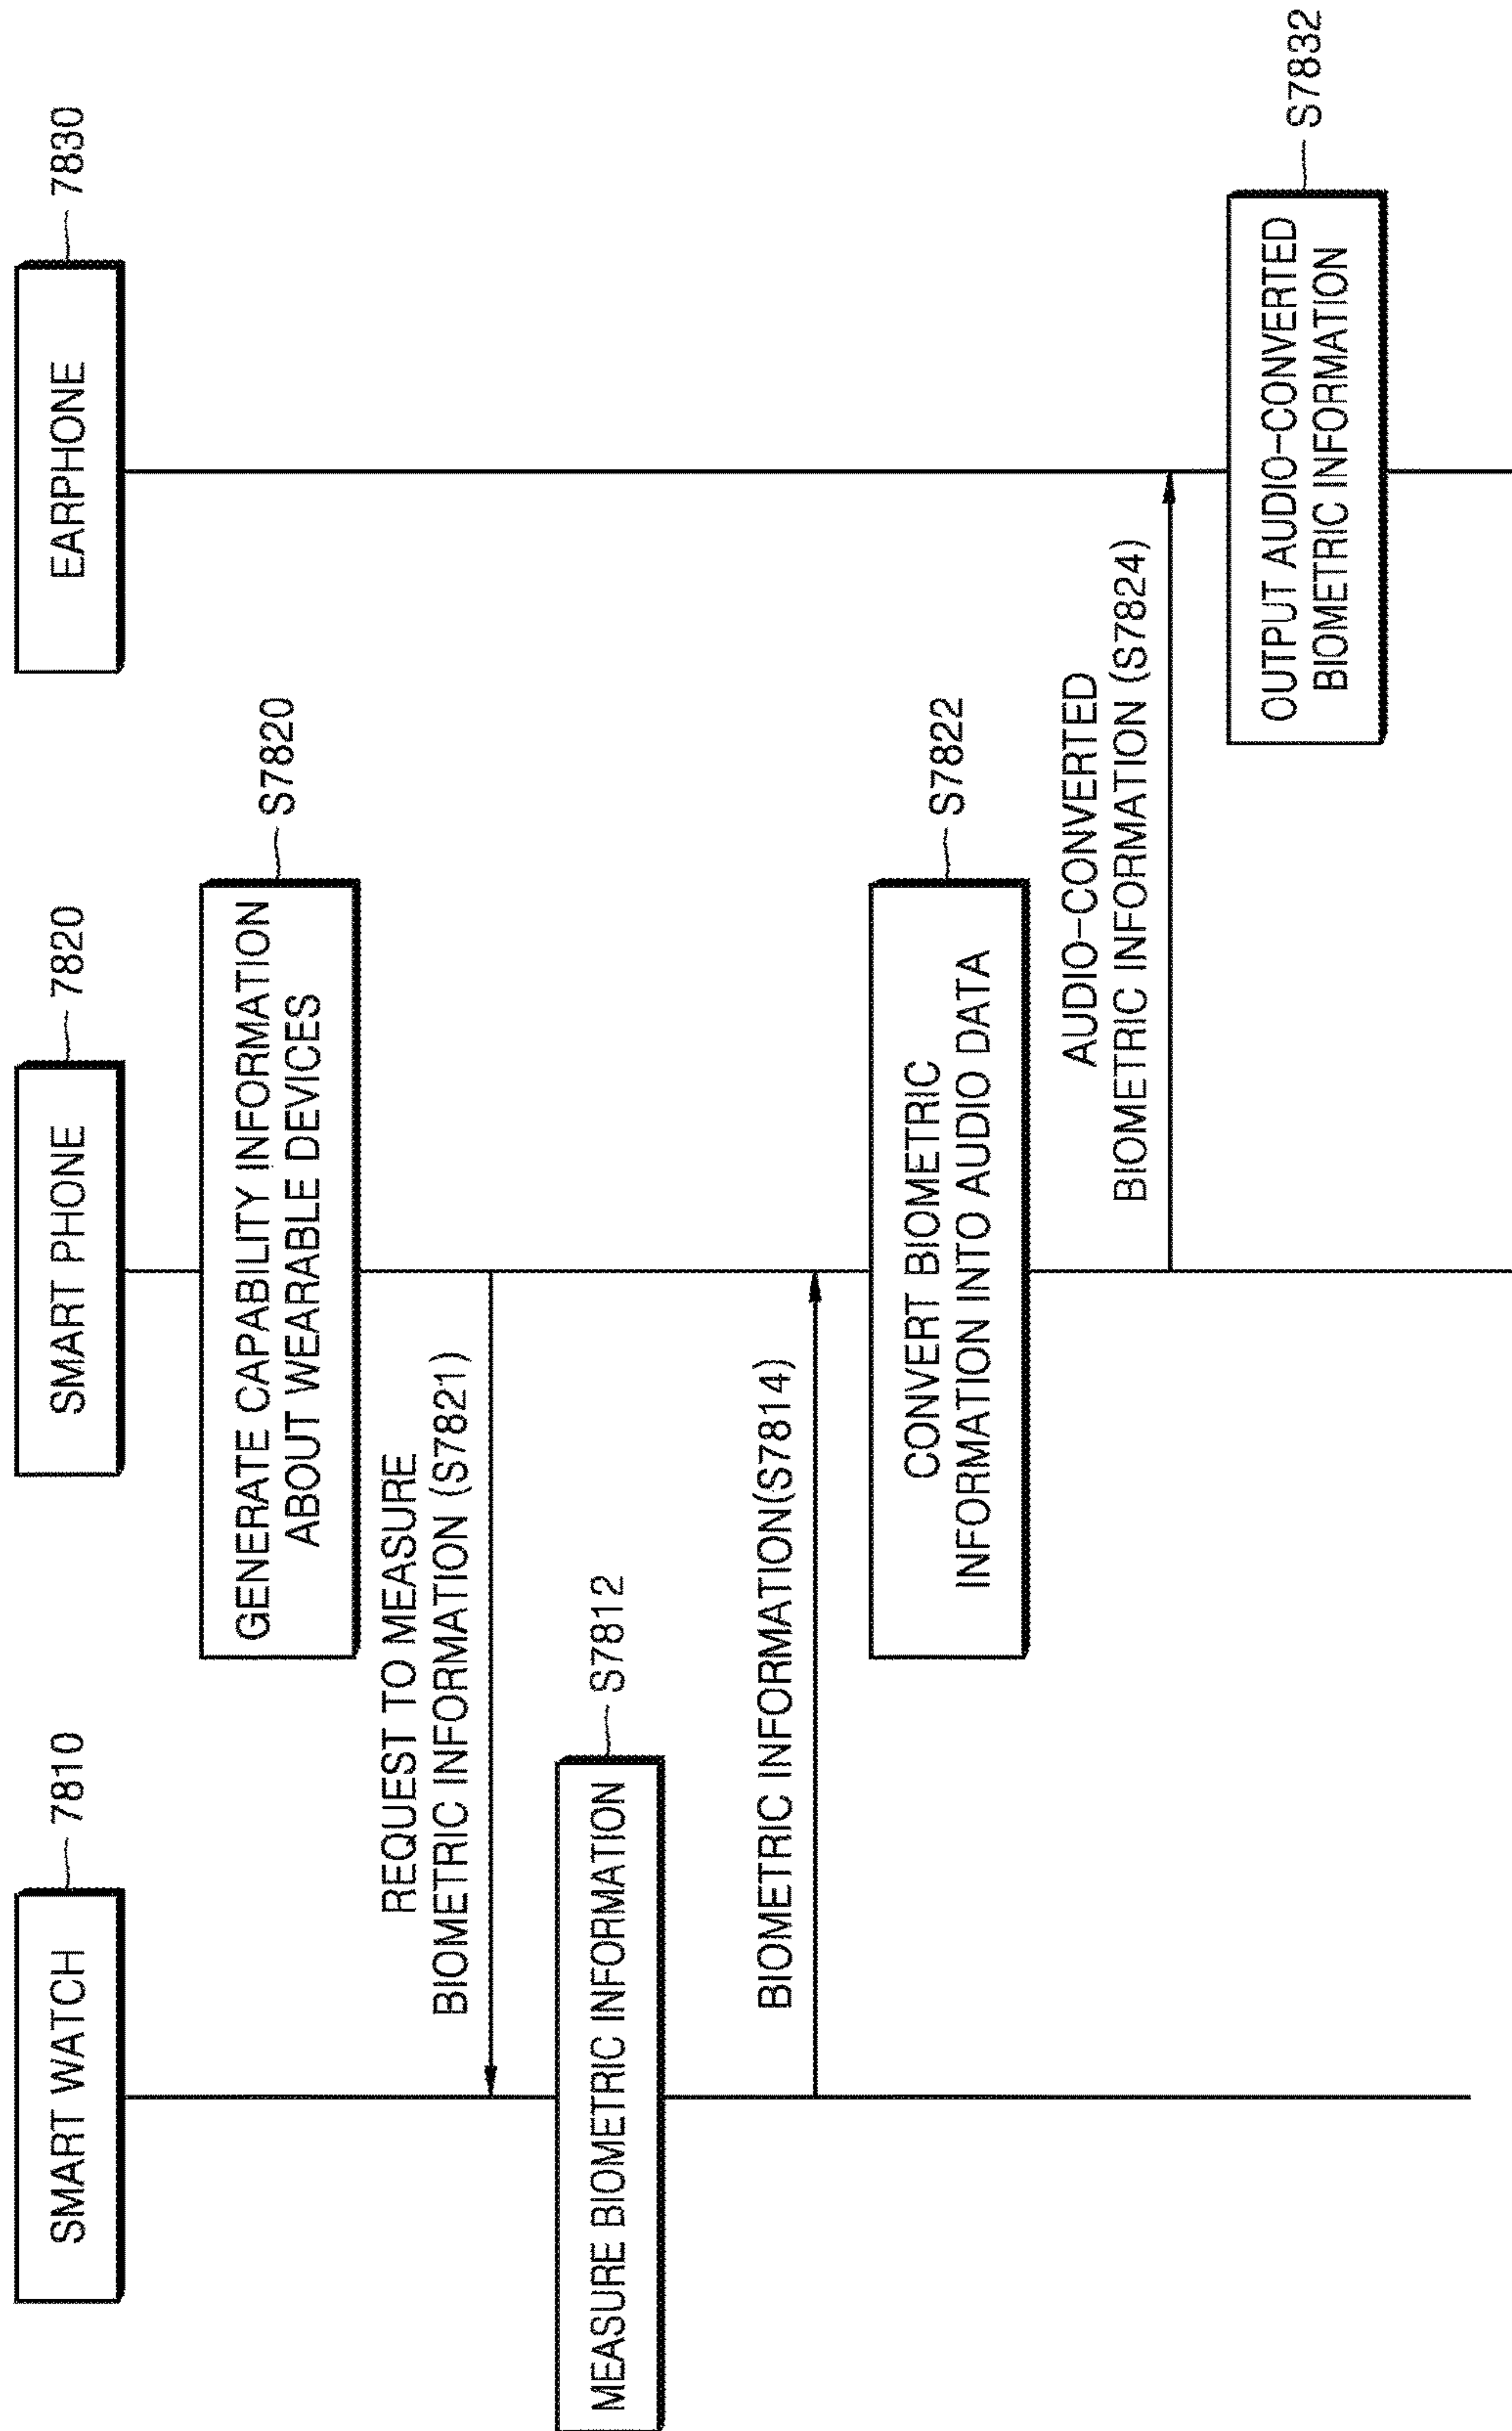 SMART WATCH
7810
SMART PHONE
7820
EARPHONE
7830
GENERATE CAPABILITY INFORMATION
ABOUT WEARABLE DEVICES
S7820
REQUEST TO MEASURE
BIOMETRIC INFORMATION (S7821)
MEASURE BIOMETRIC INFORMATION
S7812
BIOMETRIC INFORMATION(S7814)
CONVERT BIOMETRIC
INFORMATION INTO AUDIO DATA
S7822
AUDIO-CONVERTED
BIOMETRIC INFORMATION (S7824)
OUTPUT AUDIO-CONVERTED
BIOMETRIC INFORMATION
S7832